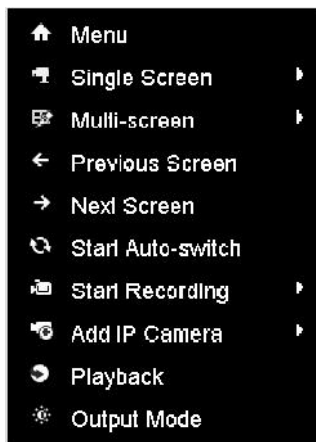 Menu
Single Screen
Multi-screen
Previous Screen
Next Screen
Start Auto-switch
Start Recording
Add IP Camera
Playback
Output Mode